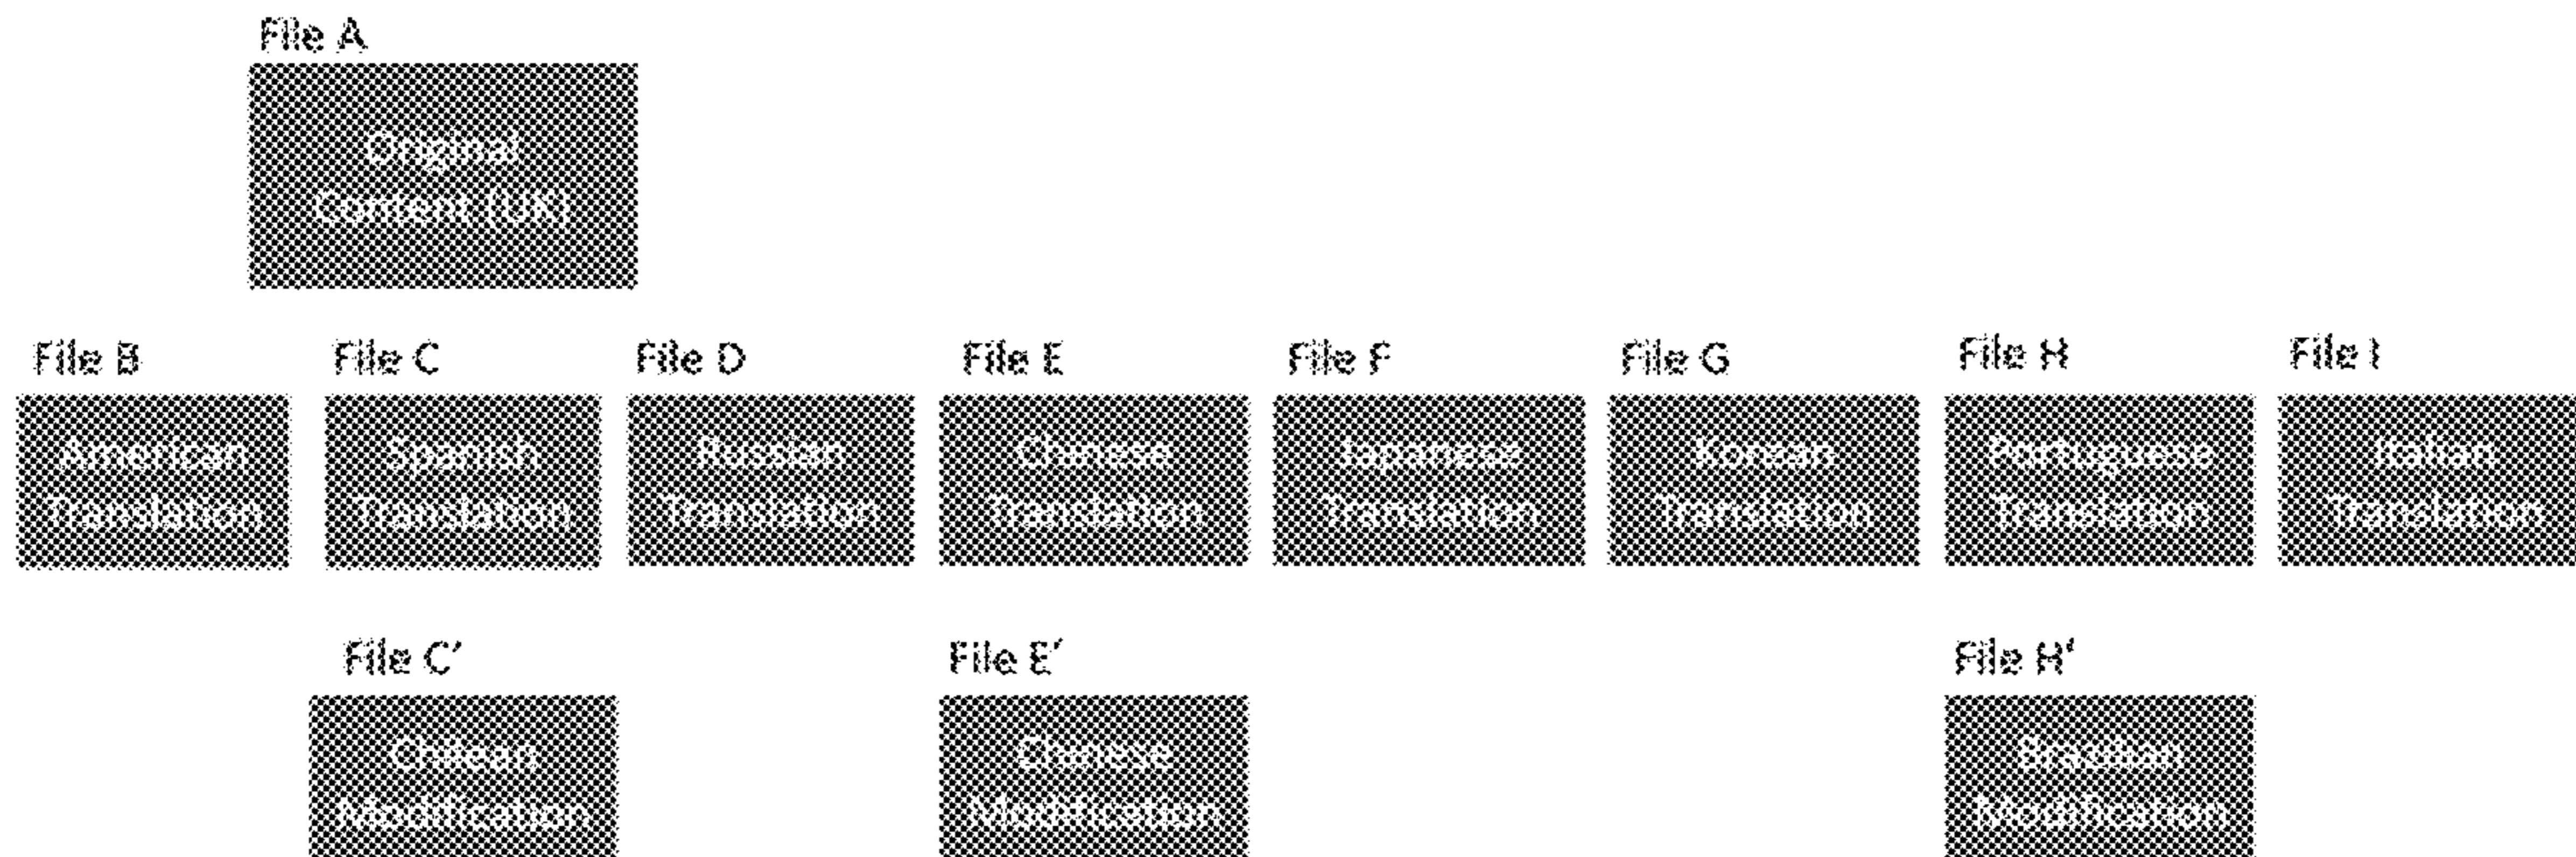 File A
Original
Content (UK)
File B
American
Translation
File C
Spanish
Translation
File D
Russian
Translation
File E
Chinese
Translation
File F
Japanese
Translation
File G
Korean
Translation
File H
Portuguese
Translation
File I
Italian
Translation
File C′
Chilean
Modification
File E′
Chinese
Modification
File H‘
Brazilian
Modification